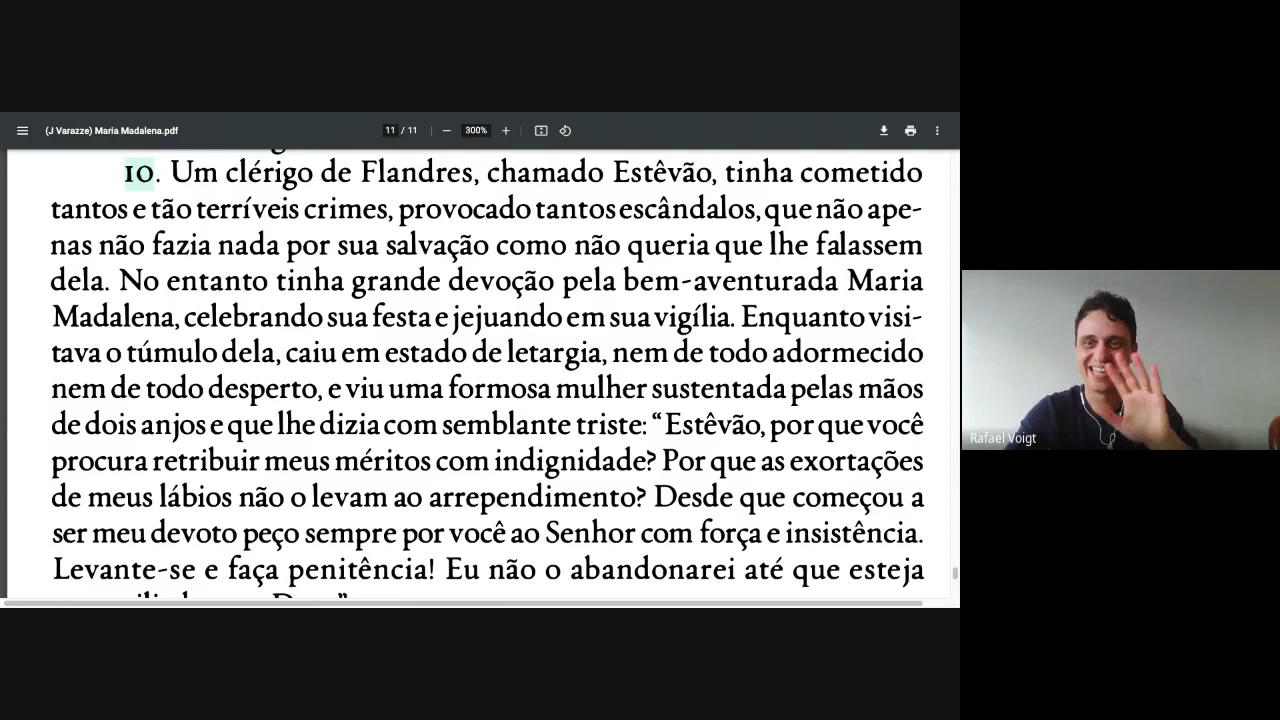 (J Varazze) Maria Madalena.pdf
11 / 11
300%
10. Um clérigo de Flandres, chamado Estêvão, tinha cometido
tantos e tão terríveis crimes, provocado tantos escândalos, que não ape-
nas não fazia nada por sua salvação como não queria que lhe falassem
dela. No entanto tinha grande devoção pela bem-aventurada Maria
Madalena, celebrando sua festa e jejuando em sua vigília. Enquanto visi-
tava o túmulo dela, caiu em estado de letargia, nem de todo adormecido
nem de todo desperto, e viu uma formosa mulher sustentada pelas mãos
de dois anjos e que lhe dizia com semblante triste: “Estêvão, por que você
procura retribuir meus méritos com indignidade? Por que as exortações
de meus lábios não o levam ao arrependimento? Desde que começou a
ser meu devoto peço sempre por você ao Senhor com força e insistência.
Levante-se e faça penitência! Eu não o abandonarei até que esteja
Rafael Voigt